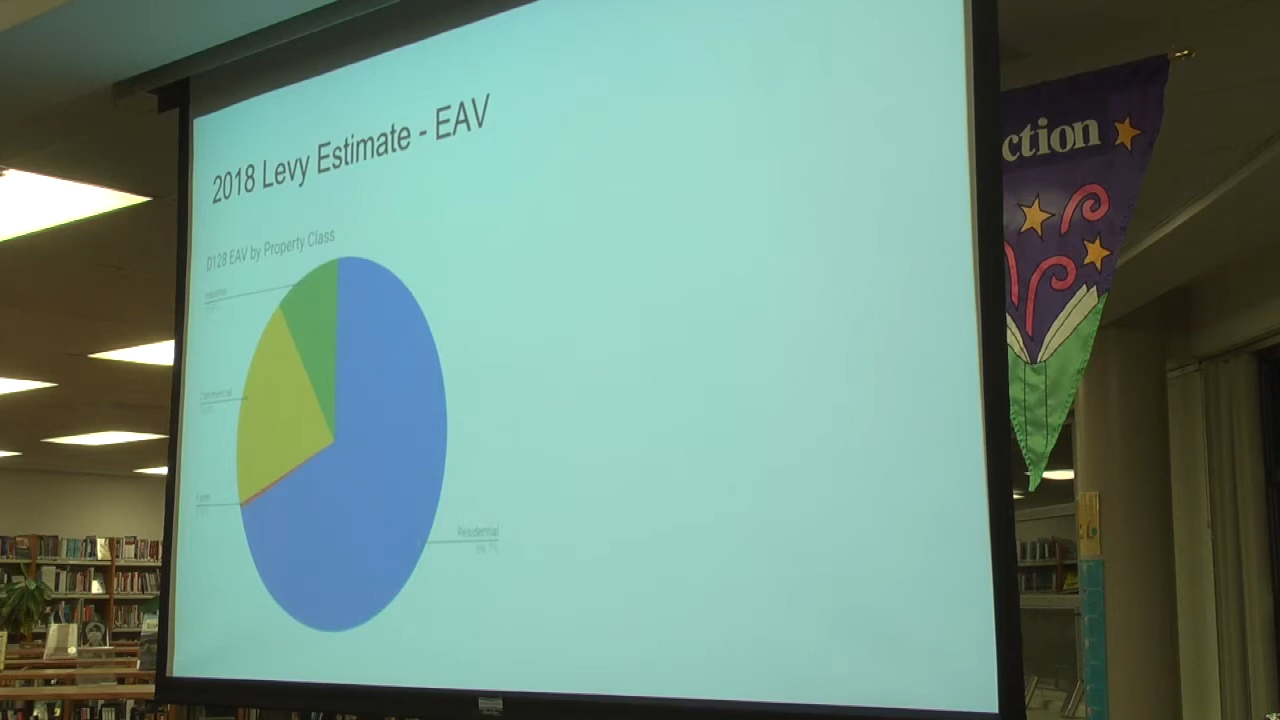 2018 Levy Estimate - EAV
D128 EAV by Property Class
Industrial
Commercial
Farm
Residential
ction